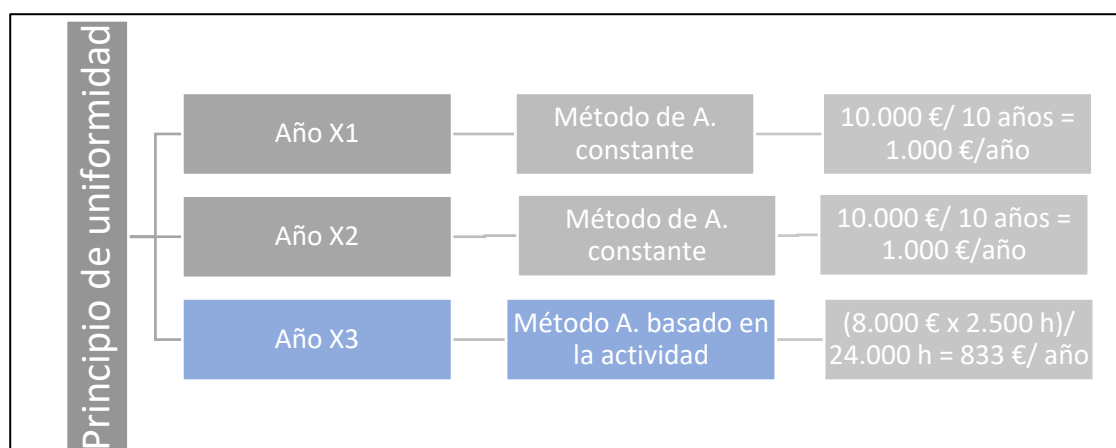 Principio de uniformidad
Año X1
Método de A.
constante
10.000 €/ 10 años =
1.000 €/año
Año X2
Método de A.
constante
10.000 €/ 10 años =
1.000 €/año
Año X3
Método A. basado en
la actividad
(8.000 € x 2.500 h)/
24.000 h = 833 €/ año